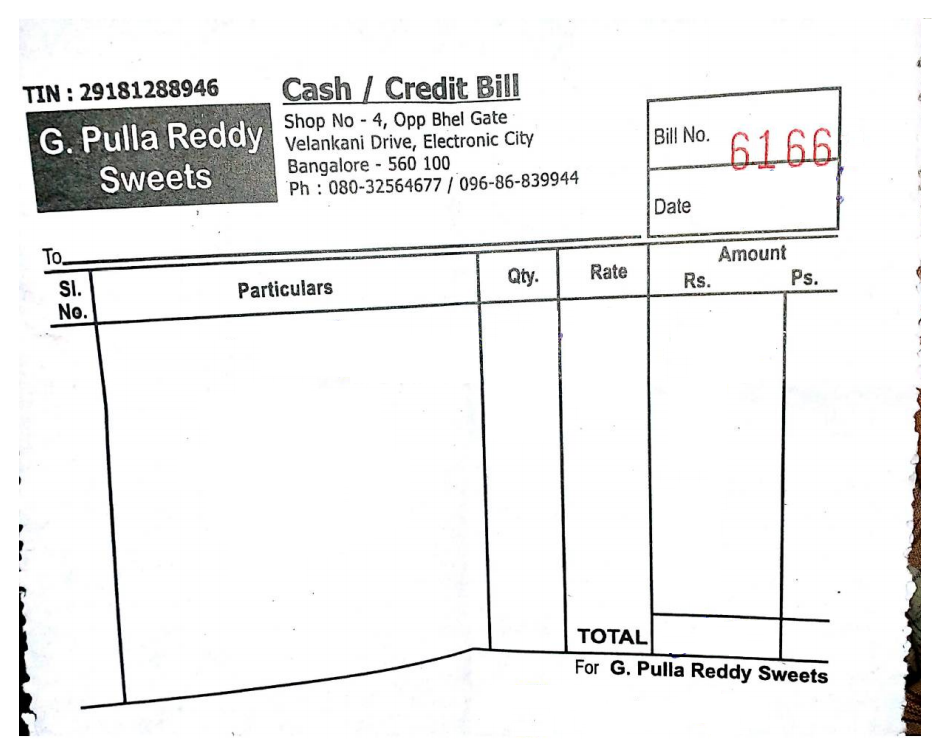 TIN : 29181288946
Cash / Credit Bill
G. Pulla Reddy
Sweets
Shop No - 4, Opp Bhel Gate
Velankani Drive, Electronic City
Bangalore - 560 100
Ph : 080-32564677 / 096-86-839944
Bill No. 6166
Date
To
Sl. No. Particulars Qty. Rate Amount Rs. Ps.
TOTAL
For G. Pulla Reddy Sweets